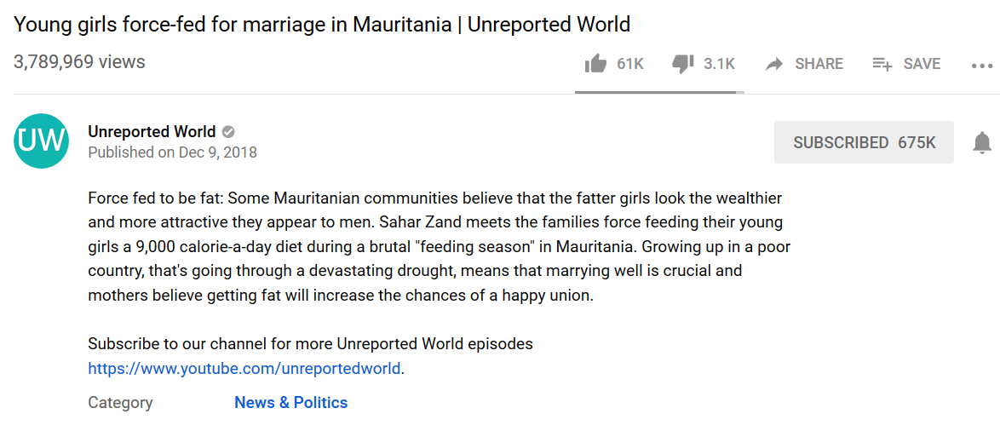 Young girls force-fed for marriage in Mauritania | Unreported World
3,789,969 views
61K 3.1K SHARE SAVE
UW
Unreported World
Published on Dec 9, 2018
SUBSCRIBED 675K
Force fed to be fat: Some Mauritanian communities believe that the fatter girls look the wealthier
and more attractive they appear to men. Sahar Zand meets the families force feeding their young
girls a 9,000 calorie-a-day diet during a brutal "feeding season" in Mauritania. Growing up in a poor
country, that's going through a devastating drought, means that marrying well is crucial and
mothers believe getting fat will increase the chances of a happy union.
Subscribe to our channel for more Unreported World episodes
https://www.youtube.com/unreportedworld.
Category News & Politics